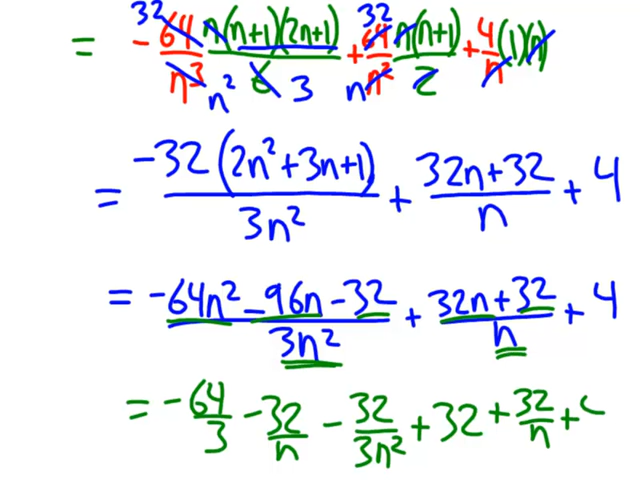 = - 32 64/n³ n(n+1)(2n+1)/6 n² 3 + 32 64/n² n n(n+1)/2 + 4/n (1)(n)
= -32(2n²+3n+1)/3n² + 32n+32/n + 4
= -64n²-96n-32/3n² + 32n+32/n + 4
= -64/3 - 32/n - 32/3n² + 32 + 32/n +